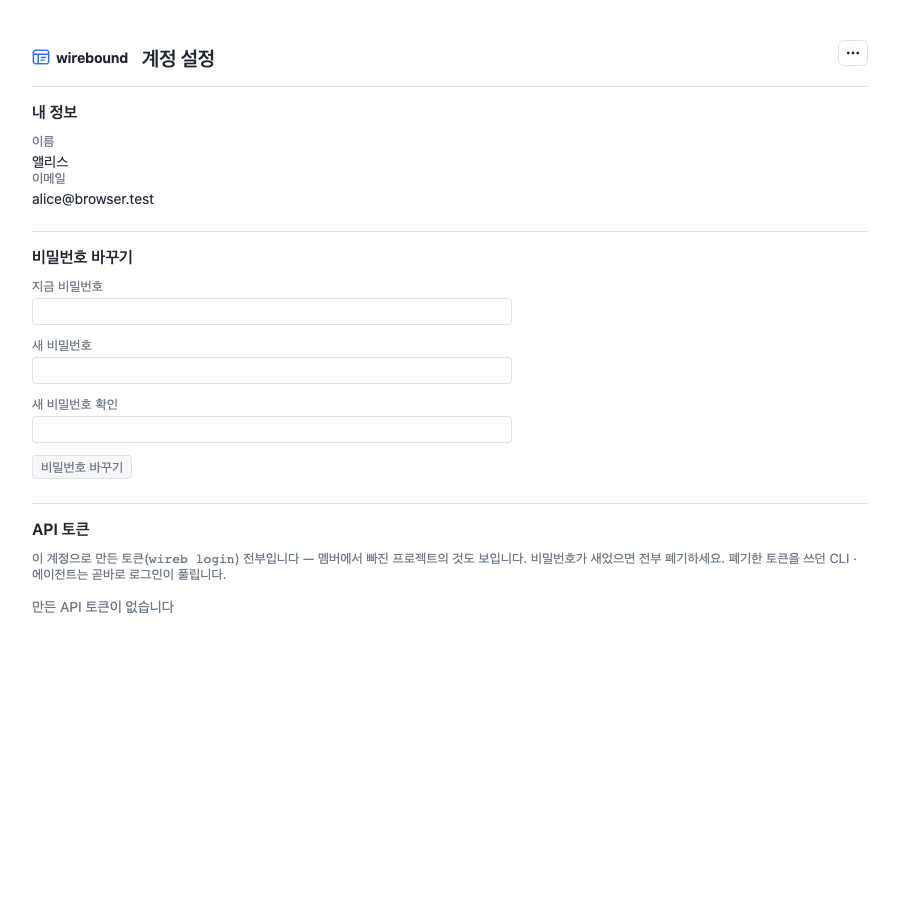 wirebound 계정 설정
내 정보
이름
앨리스
이메일
alice@browser.test
비밀번호 바꾸기
지금 비밀번호
새 비밀번호
새 비밀번호 확인
비밀번호 바꾸기
API 토큰
이 계정으로 만든 토큰(wireb login) 전부입니다 — 멤버에서 빠진 프로젝트의 것도 보입니다. 비밀번호가 새었으면 전부 폐기하세요. 폐기한 토큰을 쓰던 CLI ·
에이전트는 곧바로 로그인이 풀립니다.
만든 API 토큰이 없습니다